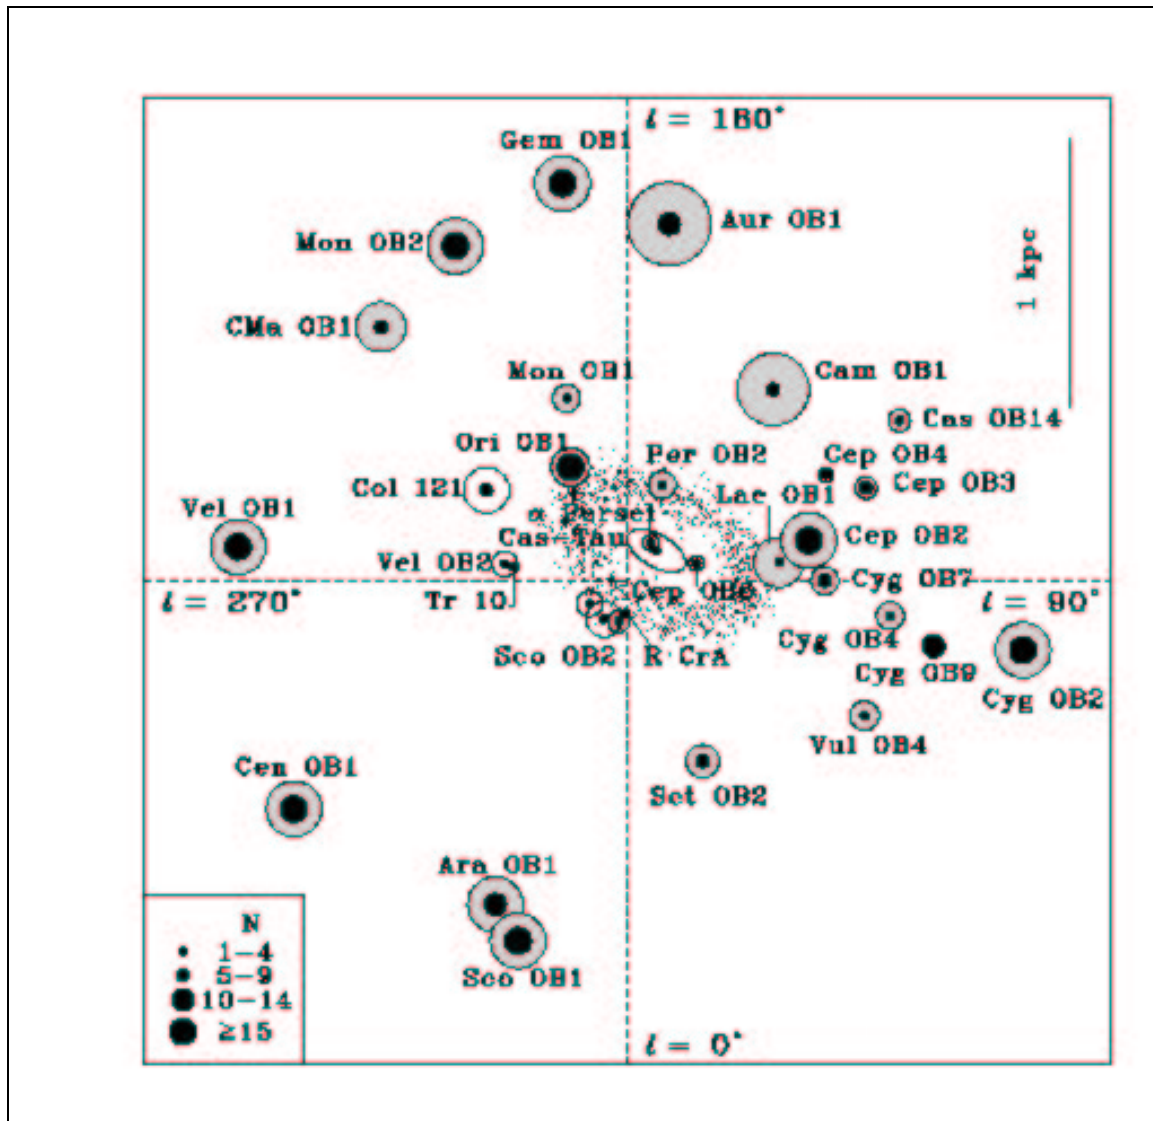 l = 180°
Gem OB1
Aur OB1
Mon OB2
1 kpc
CMa OB1
Mon OB1
Cam OB1
Cas OB14
Ori OB1
Per OB2
Cep OB4
Col 121
Lac OB1
Cep OB3
Vel OB1
α Persei
Cas-Tau
Cep OB2
Vel OB2
Cep OB6
Cyg OB7
l = 270°
Tr 10
l = 90°
Sco OB2
R CrA
Cyg OB4
Cyg OB9
Cyg OB2
Vul OB4
Cen OB1
Sct OB2
Ara OB1
N
1-4
5-9
10-14
≥15
Sco OB1
l = 0°